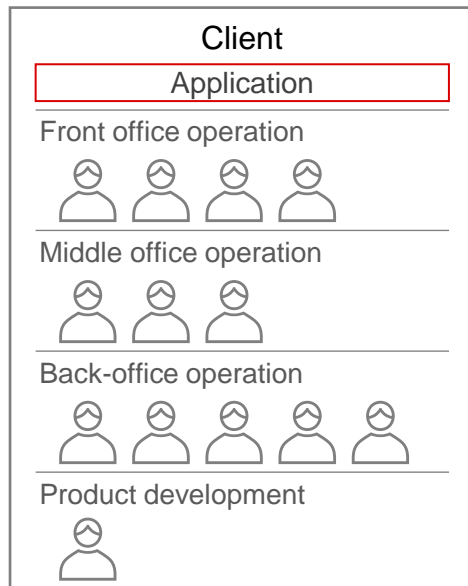 Client
Application
Front office operation
Middle office operation
Back-office operation
Product development